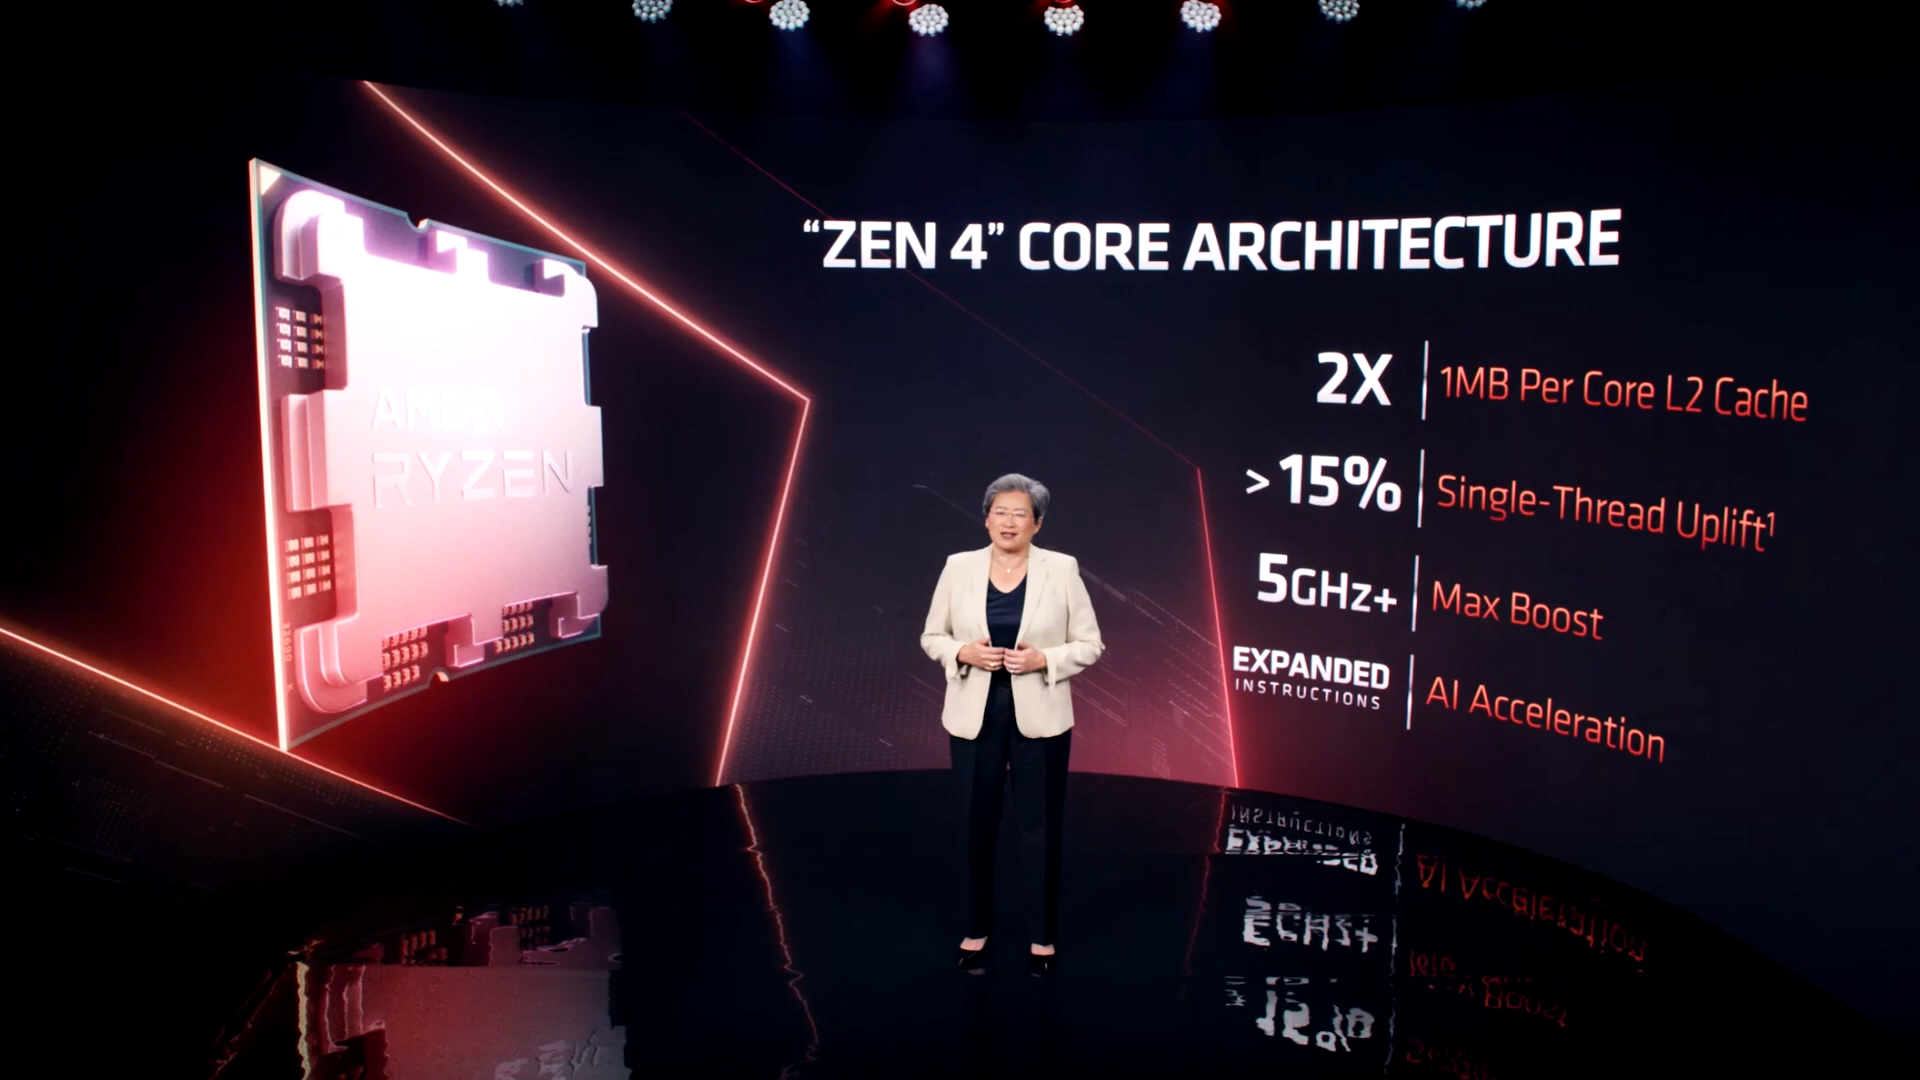 AMD
RYZEN
“ZEN 4” CORE ARCHITECTURE
2X
1MB Per Core L2 Cache
>15%
Single-Thread Uplift¹
5GHz+
Max Boost
EXPANDED
INSTRUCTIONS
AI Acceleration